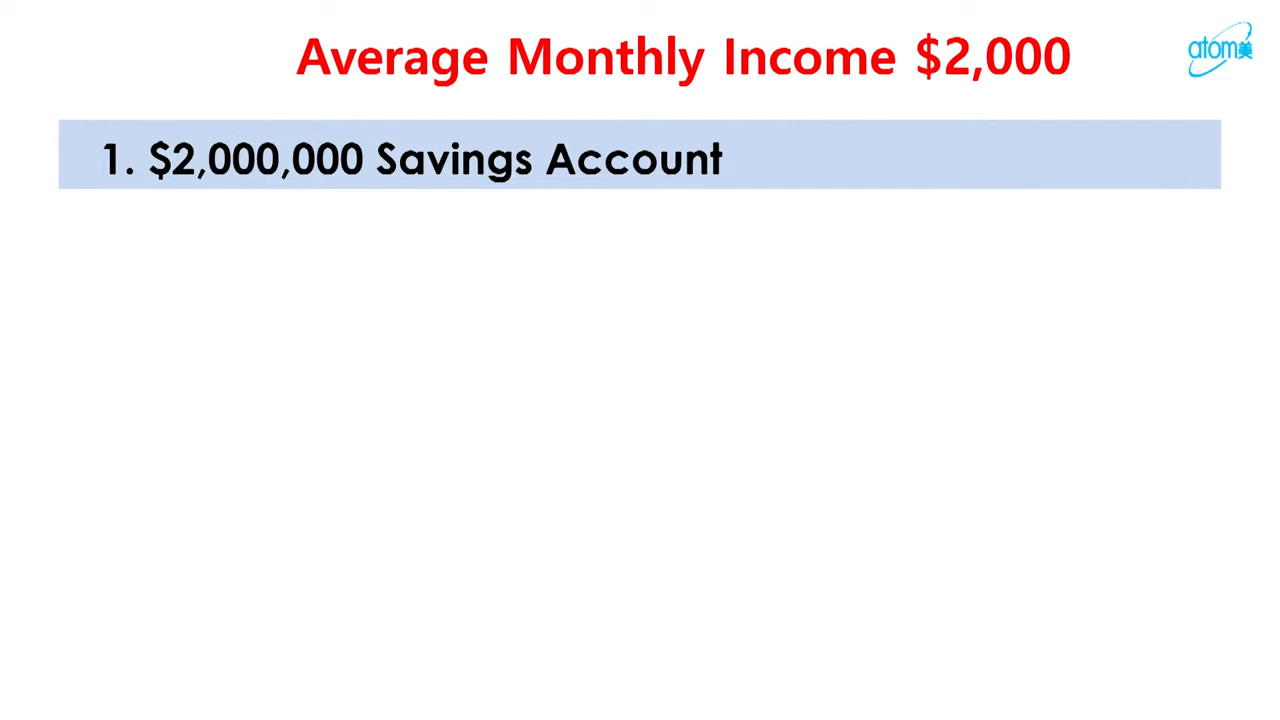 Average Monthly Income $2,000
atom美
1. $2,000,000 Savings Account